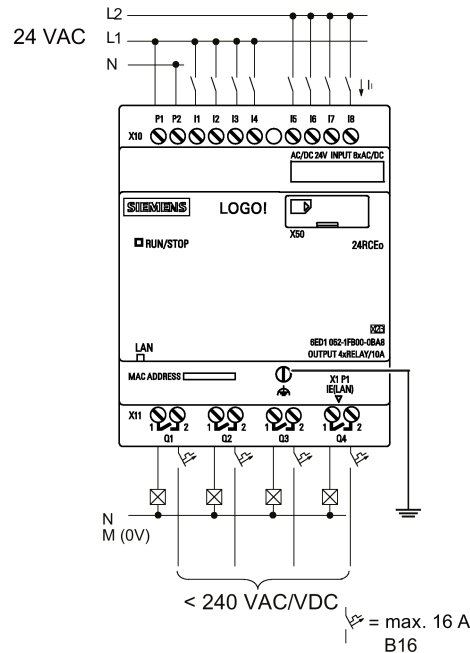 L2
24 VAC L1
N
I
P1 P2 I1 I2 I3 I4 I5 I6 I7 I8
X10
AC/DC 24V INPUT 8xAC/DC
SIEMENS LOGO!
X50
RUN/STOP 24RCEo
X23
6ED1 052-1FB00-0BA8
LAN OUTPUT 4xRELAY/10A
MAC ADDRESS X1 P1
IE(LAN)
X11
1 2 1 2 1 2 1 2
Q1 Q2 Q3 Q4
N
M (0V)
< 240 VAC/VDC
= max. 16 A
B16